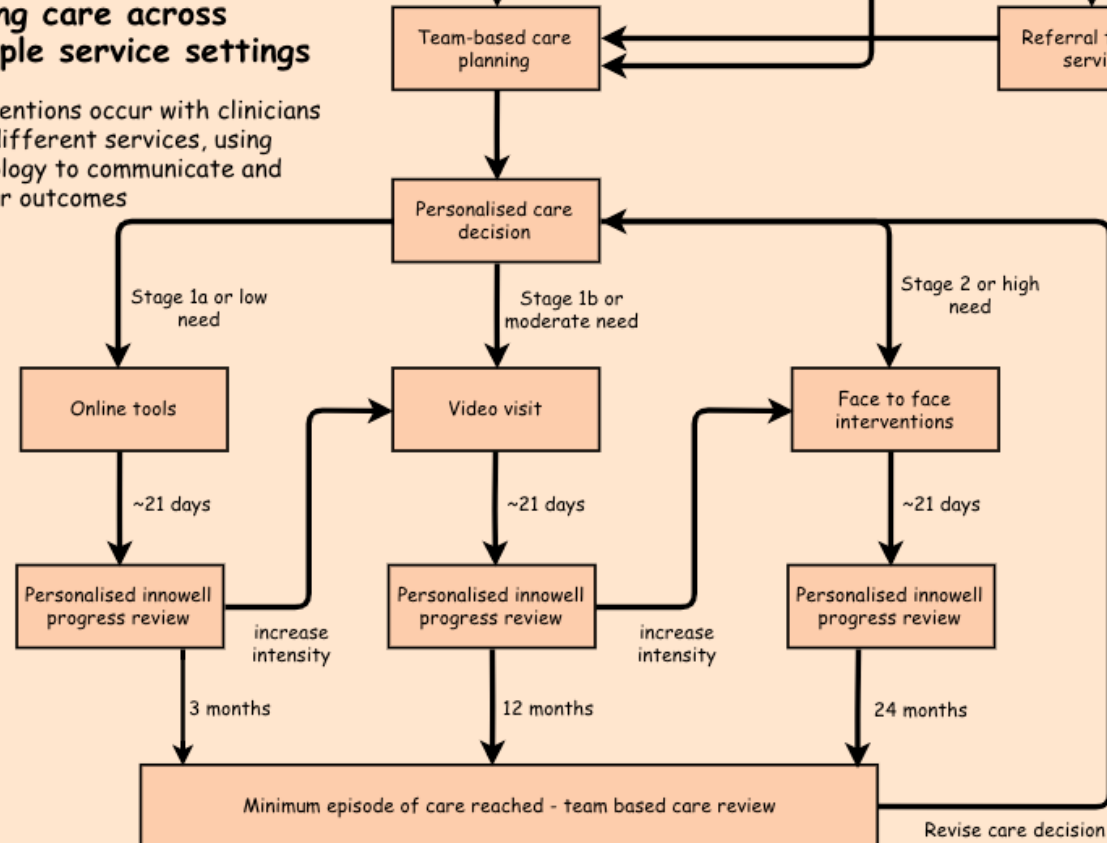 ng care across
ple service settings
entions occur with clinicians
ifferent services, using
ology to communicate and
r outcomes
Team-based care
planning
Referral
servi
Personalised care
decision
Stage 1a or low
need
Stage 1b or
moderate need
Stage 2 or high
need
Online tools
Video visit
Face to face
interventions
~21 days
~21 days
~21 days
Personalised innowell
progress review
Personalised innowell
progress review
Personalised innowell
progress review
increase
intensity
increase
intensity
3 months
12 months
24 months
Minimum episode of care reached - team based care review
Revise care decision